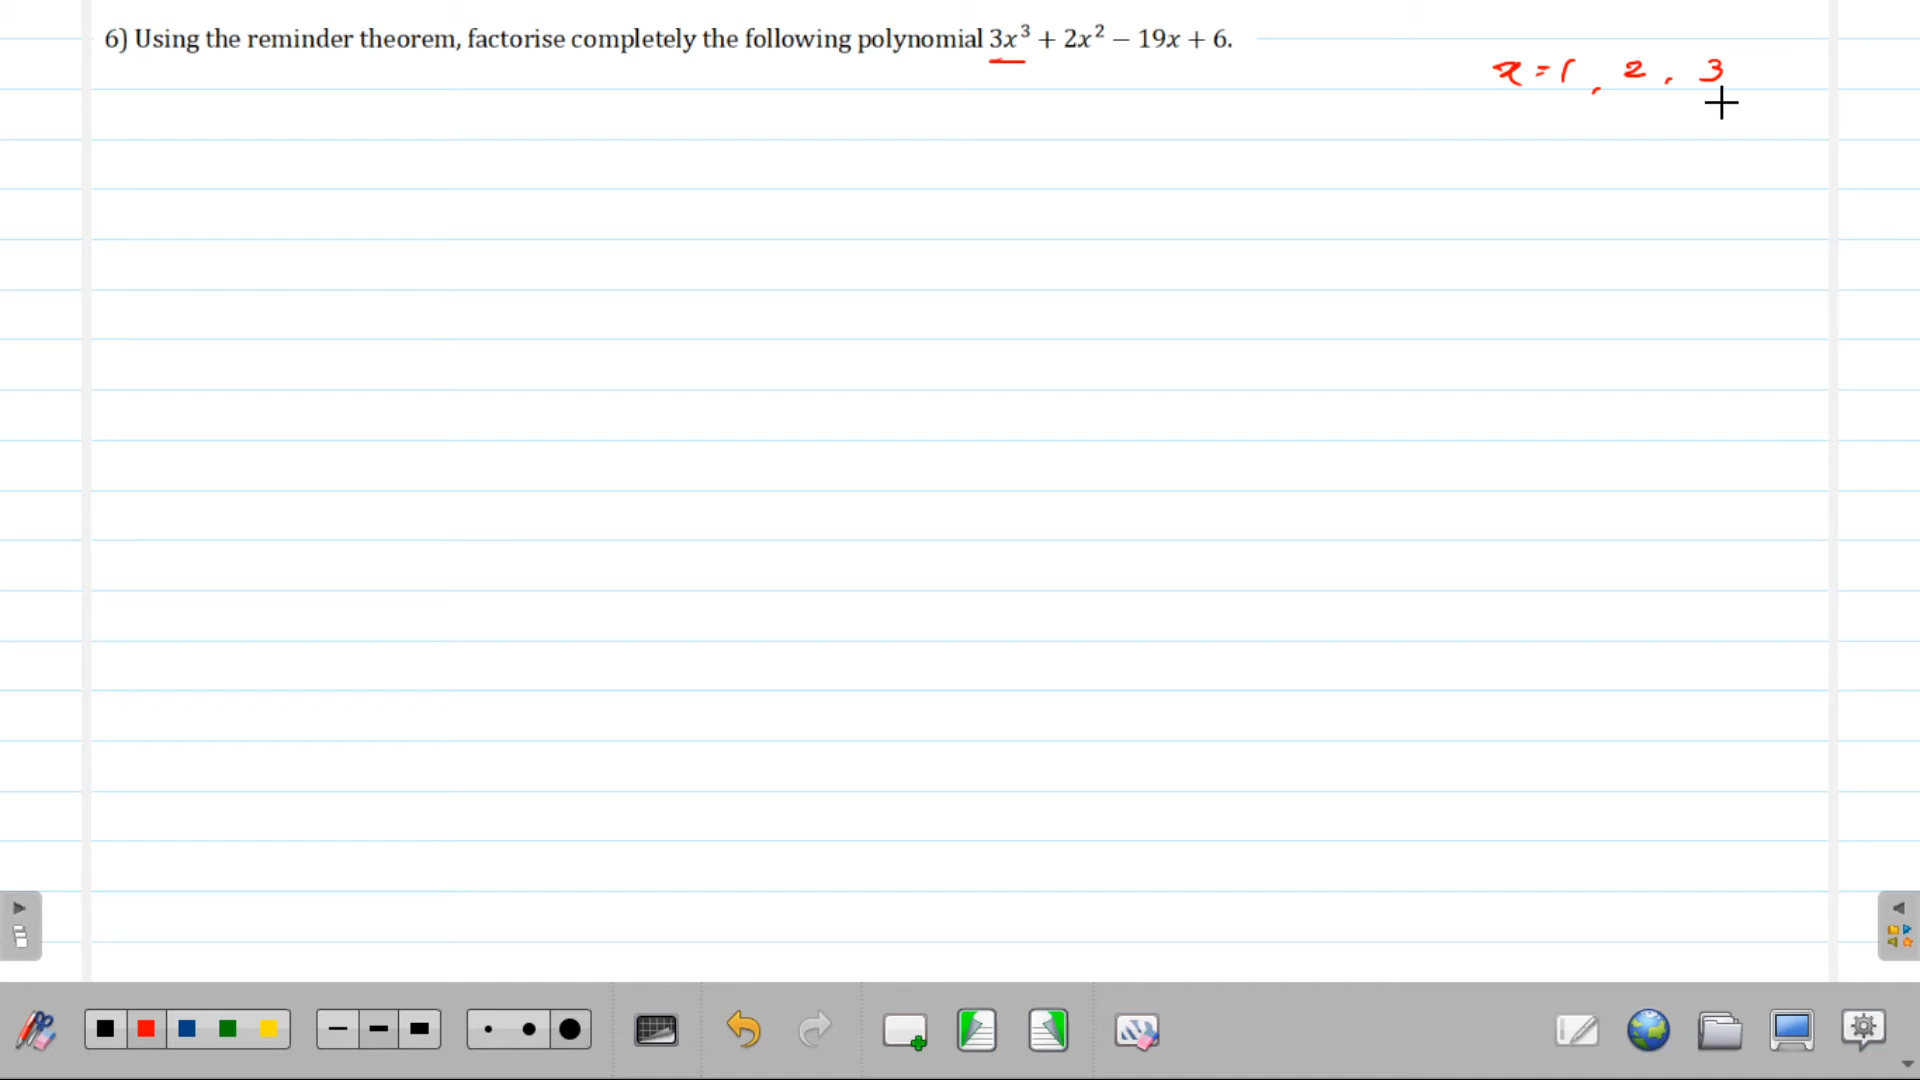 6) Using the reminder theorem, factorise completely the following polynomial 3x³ + 2x² − 19x + 6.
x = 1, 2, 3